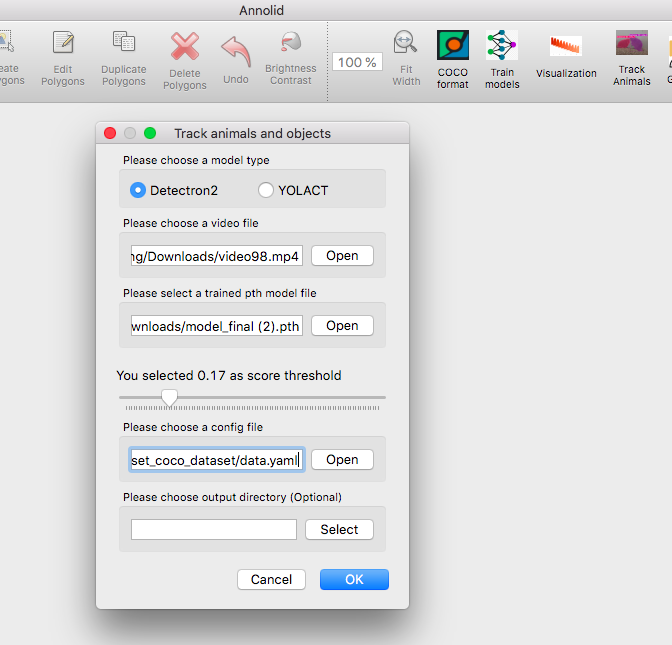 Annolid
eate
ygons
Edit
Polygons
Duplicate
Polygons
Delete
Polygons
Undo
Brightness
Contrast
100 %
Fit
Width
COCO
format
Train
models
Visualization
Track
Animals
Track animals and objects
Please choose a model type
Detectron2
YOLACT
Please choose a video file
ng/Downloads/video98.mp4
Open
Please select a trained pth model file
wnloads/model_final (2).pth
Open
You selected 0.17 as score threshold
Please choose a config file
set_coco_dataset/data.yaml
Open
Please choose output directory (Optional)
Select
Cancel
OK